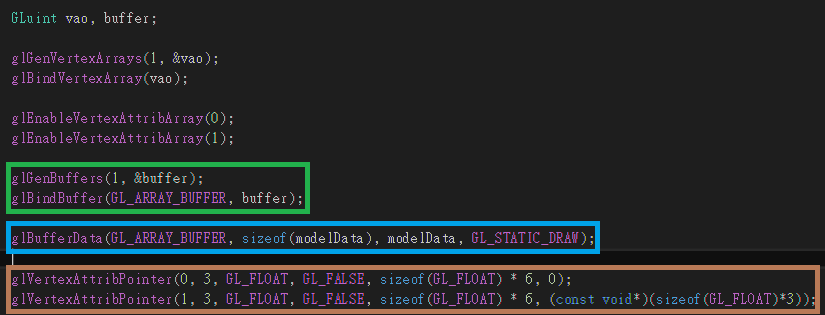 GLuint vao, buffer;
glGenVertexArrays(1, &vao);
glBindVertexArray(vao);
glEnableVertexAttribArray(0);
glEnableVertexAttribArray(1);
glGenBuffers(1, &buffer);
glBindBuffer(GL_ARRAY_BUFFER, buffer);
glBufferData(GL_ARRAY_BUFFER, sizeof(modelData), modelData, GL_STATIC_DRAW);
glVertexAttribPointer(0, 3, GL_FLOAT, GL_FALSE, sizeof(GL_FLOAT) * 6, 0);
glVertexAttribPointer(1, 3, GL_FLOAT, GL_FALSE, sizeof(GL_FLOAT) * 6, (const void*)(sizeof(GL_FLOAT)*3));